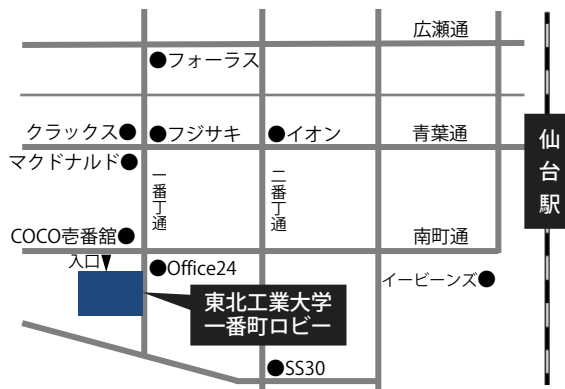 広瀬通
●フォーラス
クラックス●
●フジサキ
●イオン
青葉通
マクドナルド●
仙台駅
一番丁通
二番丁通
COCO壱番舘●
南町通
入口▼
●Office24
イービーンズ●
東北工業大学
一番町ロビー
●SS30